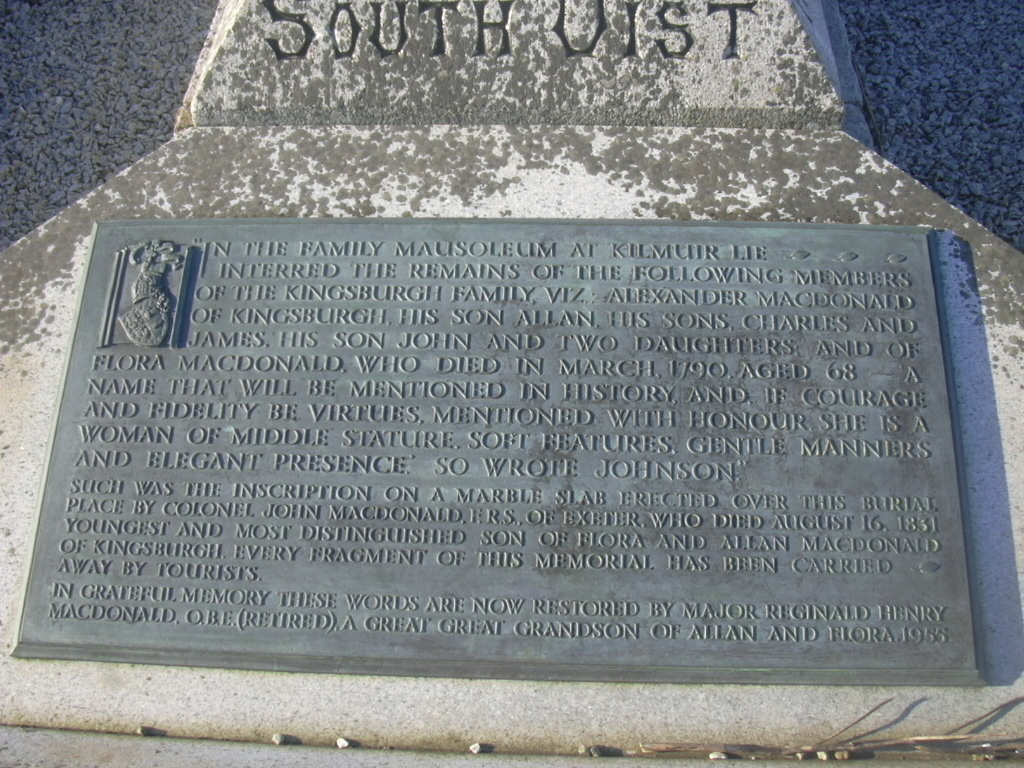 SOUTH UIST
"IN THE FAMILY MAUSOLEUM AT KILMUIR LIE
INTERRED THE REMAINS OF THE FOLLOWING MEMBERS
OF THE KINGSBURGH FAMILY, VIZ.:-ALEXANDER MACDONALD
OF KINGSBURGH, HIS SON ALLAN, HIS SONS, CHARLES AND
JAMES, HIS SON JOHN AND TWO DAUGHTERS, AND OF
FLORA MACDONALD, WHO DIED IN MARCH, 1790, AGED 68 — A
NAME THAT WILL BE MENTIONED IN HISTORY, AND, IF COURAGE
AND FIDELITY BE VIRTUES, MENTIONED WITH HONOUR. SHE IS A
WOMAN OF MIDDLE STATURE, SOFT FEATURES, GENTLE MANNERS
AND ELEGANT PRESENCE.' SO WROTE JOHNSON."
SUCH WAS THE INSCRIPTION ON A MARBLE SLAB ERECTED OVER THIS BURIAL
PLACE BY COLONEL JOHN MACDONALD, F.R.S., OF EXETER, WHO DIED AUGUST 16, 1831
YOUNGEST AND MOST DISTINGUISHED SON OF FLORA AND ALLAN MACDONALD
OF KINGSBURGH. EVERY FRAGMENT OF THIS MEMORIAL HAS BEEN CARRIED
AWAY BY TOURISTS.
IN GRATEFUL MEMORY THESE WORDS ARE NOW RESTORED BY MAJOR REGINALD HENRY
MACDONALD, O.B.E. (RETIRED), A GREAT GREAT GRANDSON OF ALLAN AND FLORA. 1955